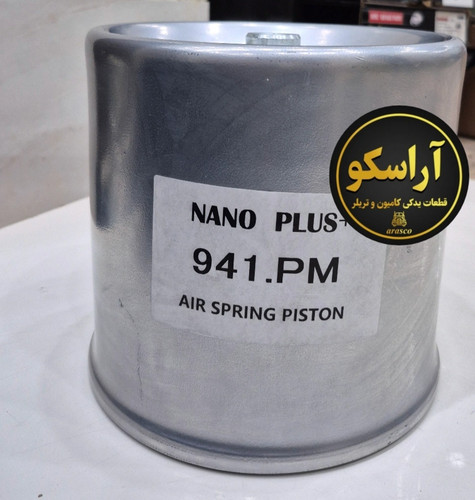 NANO PLUS+
941.PM
AIR SPRING PISTON
آراسکو
قطعات یدکی کامیون و تریلر
arasco